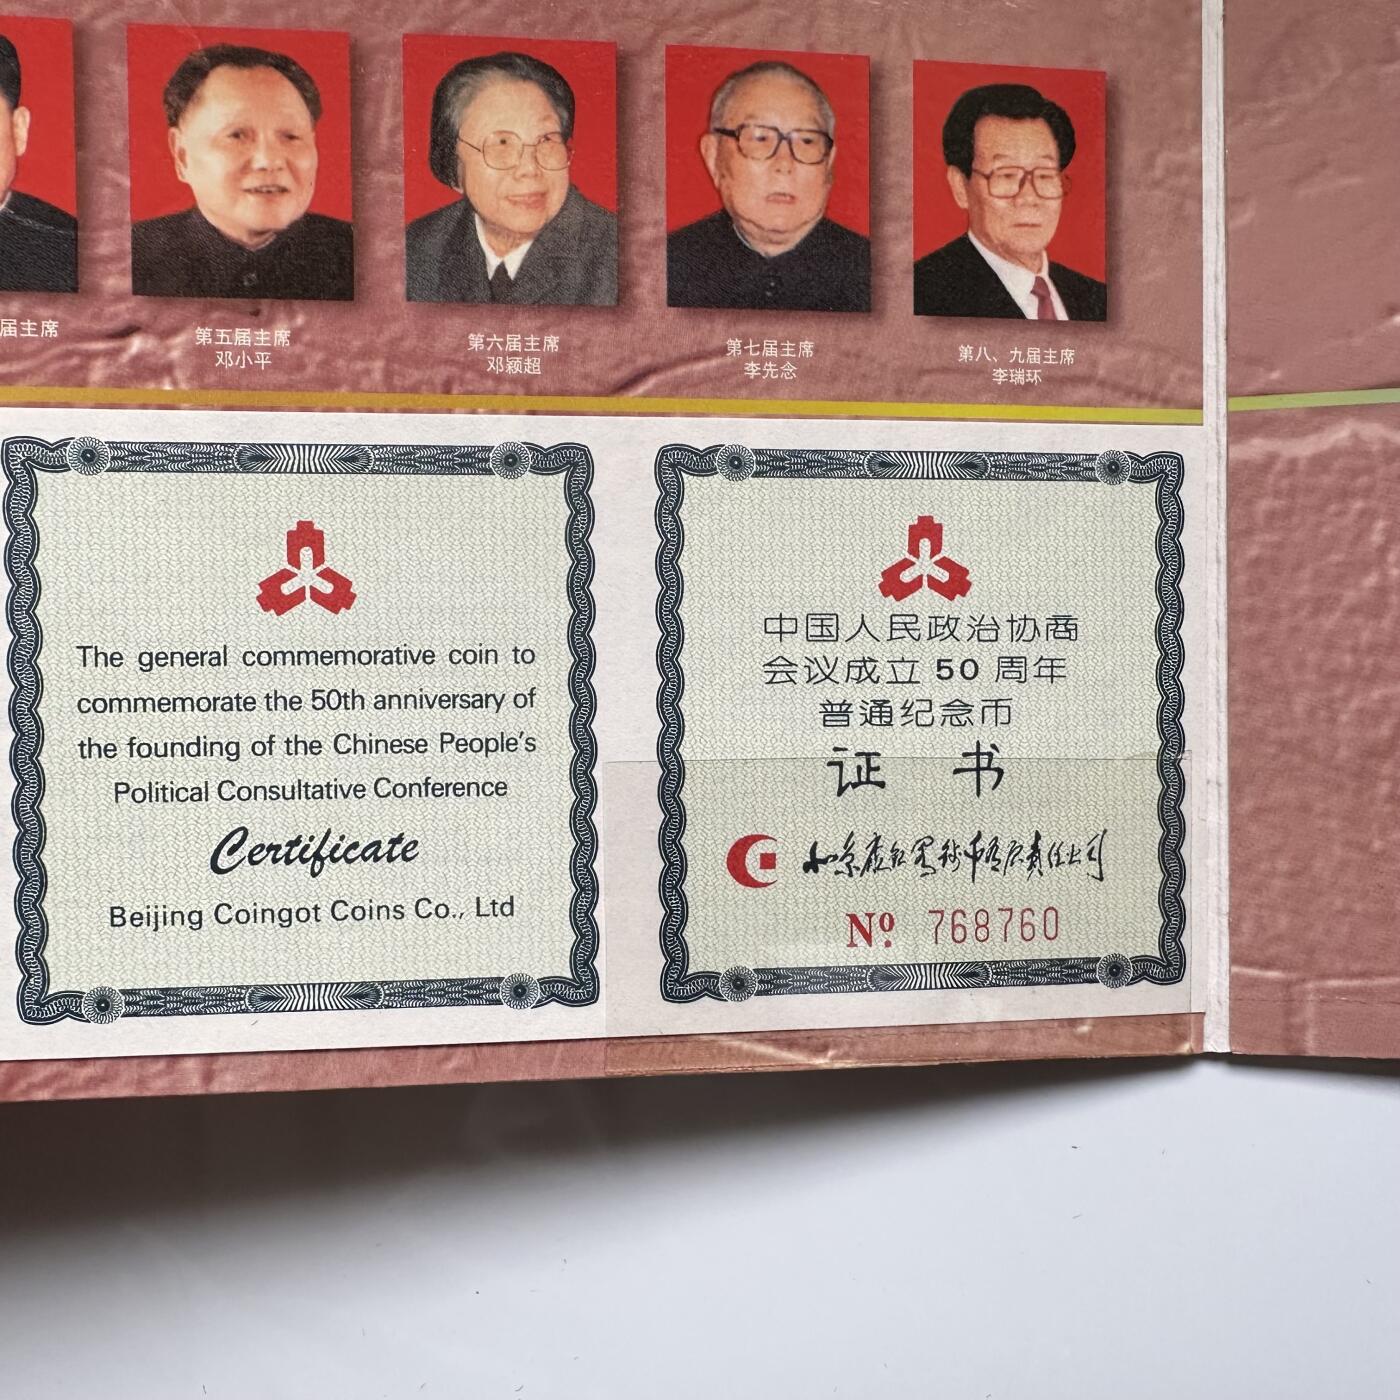 届主席
第五届主席
邓小平
第六届主席
邓颖超
第七届主席
李先念
第八、九届主席
李瑞环
The general commemorative coin to
commemorate the 50th anniversary of
the founding of the Chinese People's
Political Consultative Conference
Certificate
Beijing Coingot Coins Co., Ltd
中国人民政治协商
会议成立 50 周年
普通纪念币
证 书
Nº. 768760